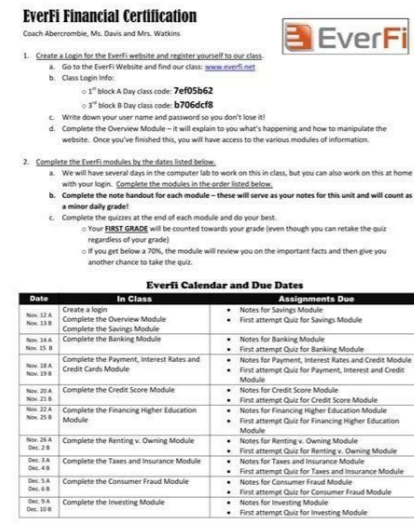 EverFi Financial Certification
Coach Abercrombie, Ms. Davis and Mrs. Watkins
EverFi
1. Create a Login for the EverFi website and register yourself to our class.
a. Go to the EverFi Website and find our class: www.everfi.net
b. Class Login Info:
o 1st block A Day class code: 7ef05b62
o 3rd block B Day class code: b706dcf8
c. Write down your user name and password so you don't lose it!
d. Complete the Overview Module – it will explain to you what's happening and how to manipulate the
website. Once you've finished this, you will have access to the various modules of information.
2. Complete the EverFi modules by the dates listed below.
a. We will have several days in the computer lab to work on this in class, but you can also work on this at home
with your login. Complete the modules in the order listed below.
b. Complete the note handout for each module – these will serve as your notes for this unit and will count as
a minor daily grade!
c. Complete the quizzes at the end of each module and do your best.
o Your FIRST GRADE will be counted towards your grade (even though you can retake the quiz
regardless of your grade)
o If you get below a 70%, the module will review you on the important facts and then give you
another chance to take the quiz.
Everfi Calendar and Due Dates
Date In Class Assignments Due
Nov. 12 A
Nov. 13 B
Create a login
Complete the Overview Module
Complete the Savings Module
• Notes for Savings Module
• First attempt Quiz for Savings Module
Nov. 14 A
Nov. 15 B
Complete the Banking Module
• Notes for Banking Module
• First attempt Quiz for Banking Module
Nov. 18 A
Nov. 19 B
Complete the Payment, Interest Rates and
Credit Cards Module
• Notes for Payment, Interest Rates and Credit Module
• First attempt Quiz for Payment, Interest and Credit
Module
Nov. 20 A
Nov. 21 B
Complete the Credit Score Module
• Notes for Credit Score Module
• First attempt Quiz for Credit Score Module
Nov. 22 A
Nov. 25 B
Complete the Financing Higher Education
Module
• Notes for Financing Higher Education Module
• First attempt Quiz for Financing Higher Education
Module
Nov. 26 A
Dec. 2 B
Complete the Renting v. Owning Module
• Notes for Renting v. Owning Module
• First attempt Quiz for Renting v. Owning Module
Dec. 3 A
Dec. 4 B
Complete the Taxes and Insurance Module
• Notes for Taxes and Insurance Module
• First attempt Quiz for Taxes and Insurance Module
Dec. 5 A
Dec. 6 B
Complete the Consumer Fraud Module
• Notes for Consumer Fraud Module
• First attempt Quiz for Consumer Fraud Module
Dec. 9 A
Dec. 10 B
Complete the Investing Module
• Notes for Investing Module
• First attempt Quiz for Investing Module